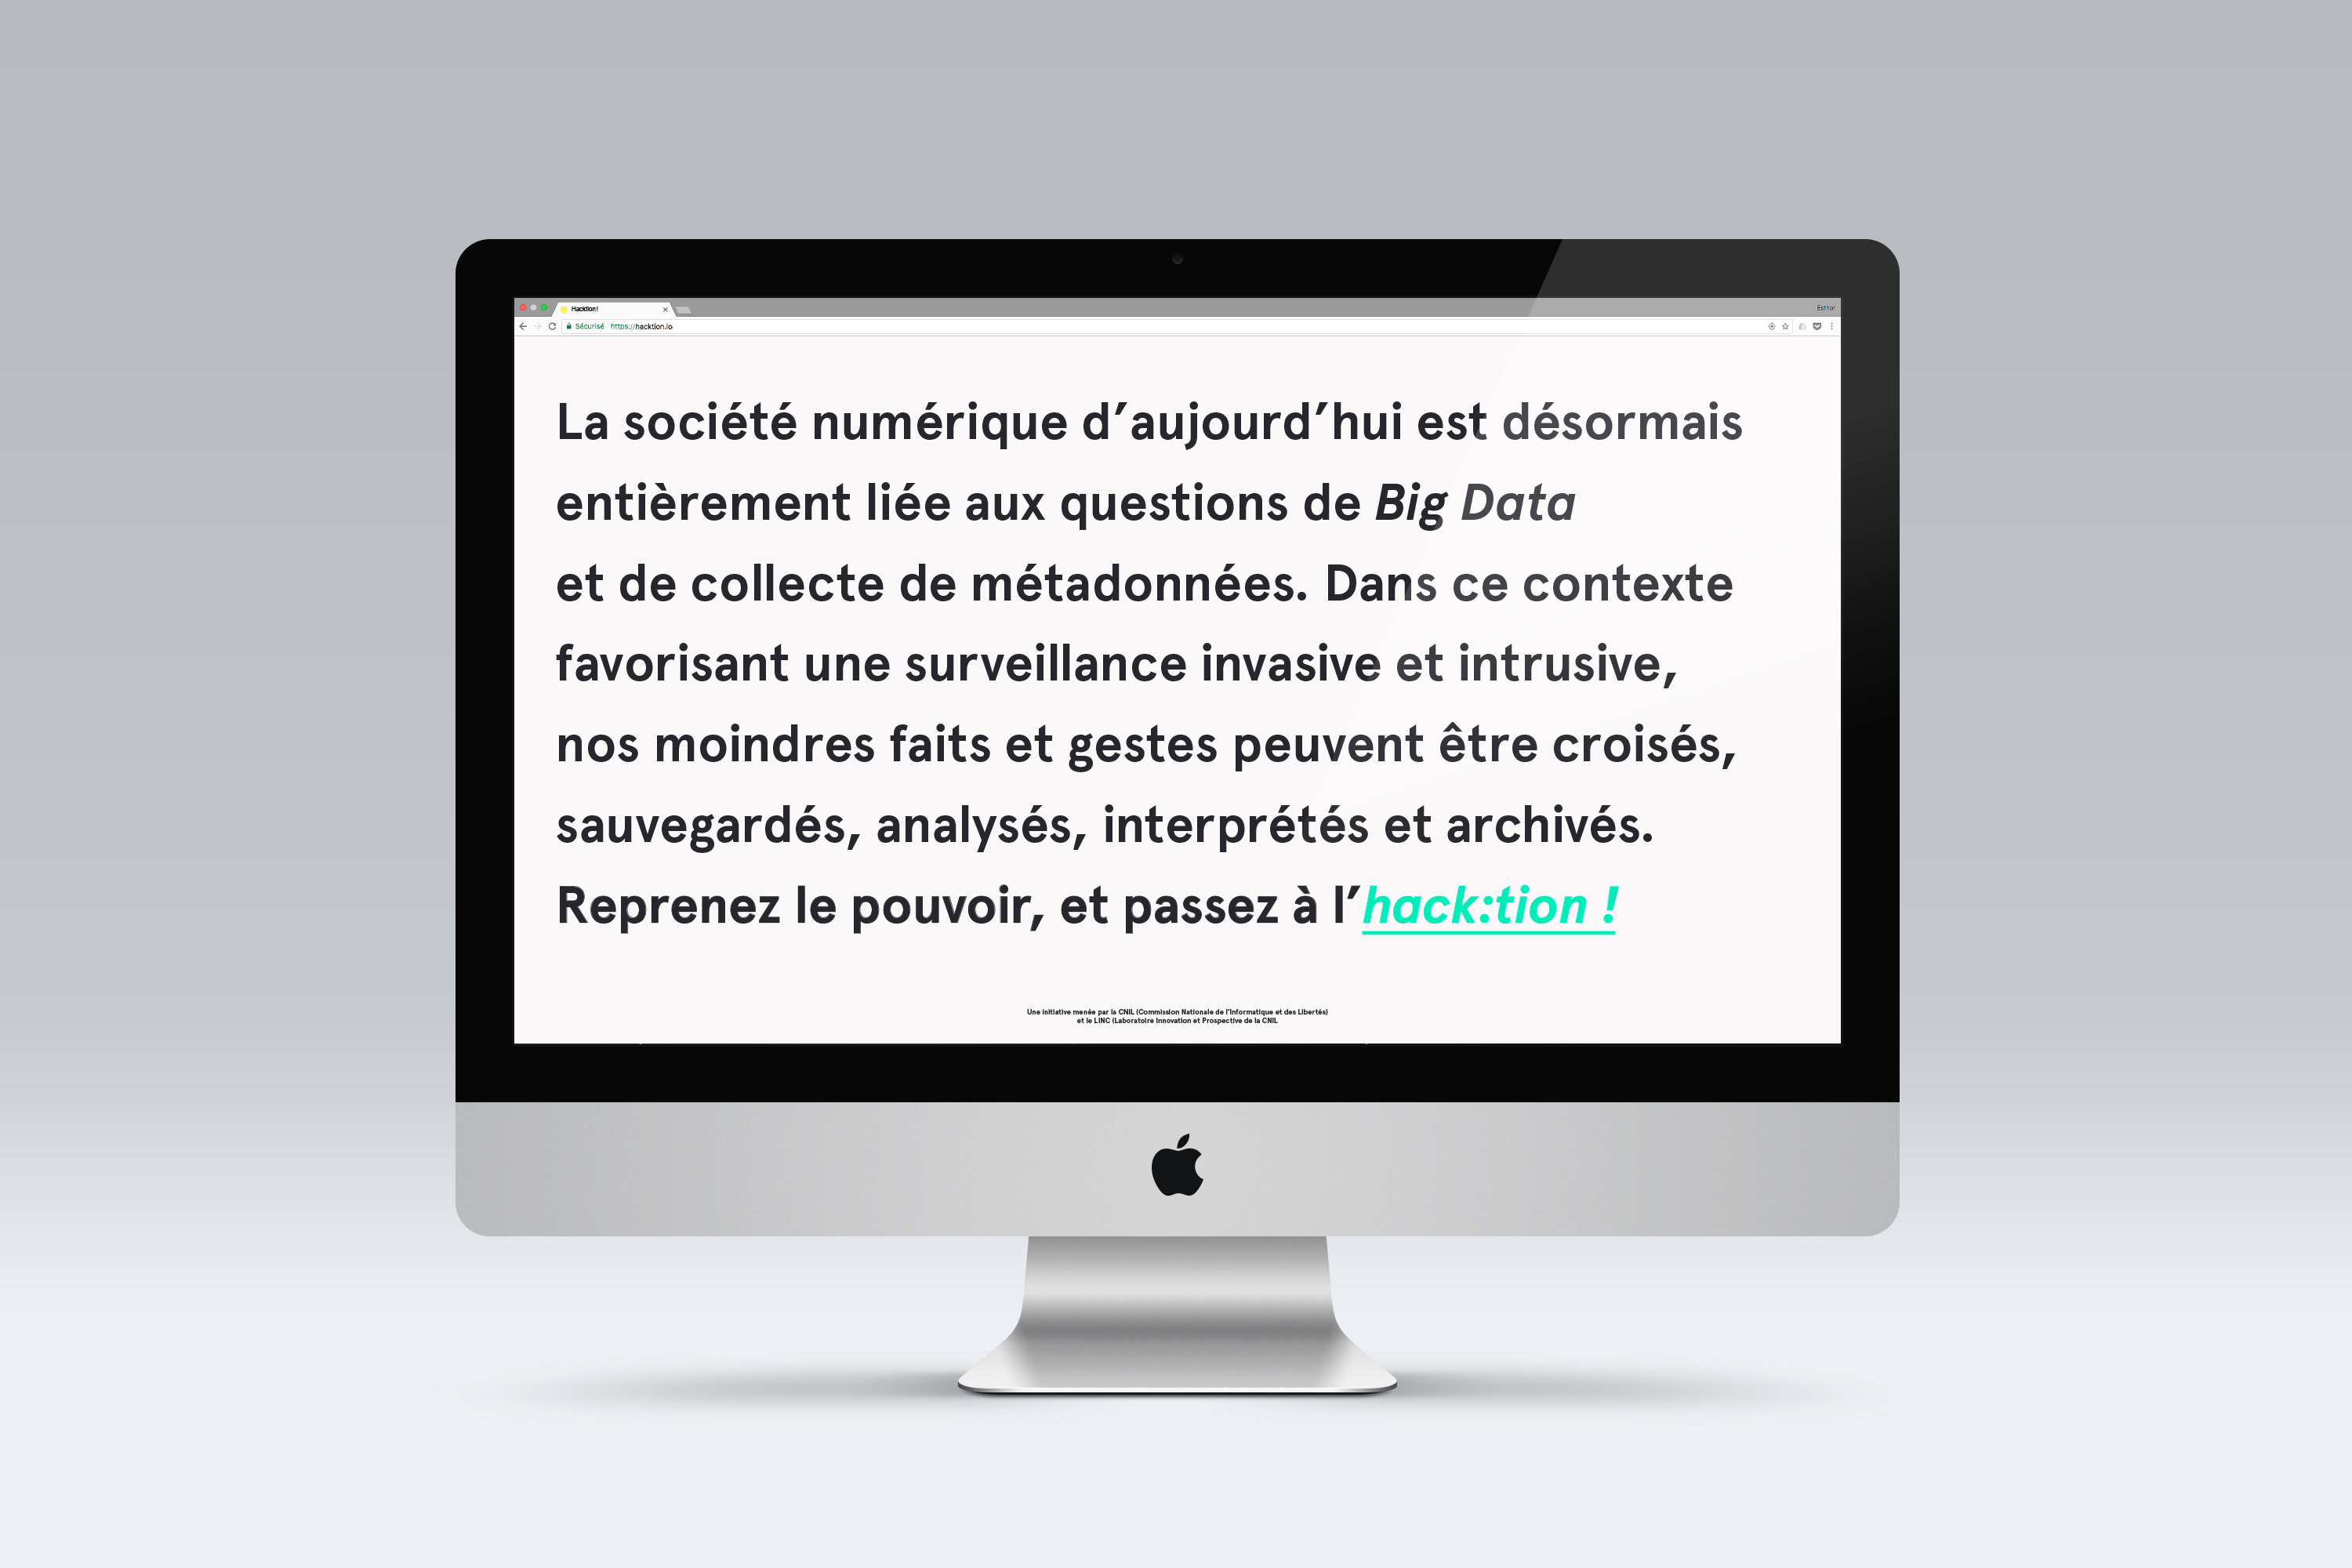 Hacktion !
Sécurisé https://hacktion.io
La société numérique d’aujourd’hui est désormais
entièrement liée aux questions de Big Data
et de collecte de métadonnées. Dans ce contexte
favorisant une surveillance invasive et intrusive,
nos moindres faits et gestes peuvent être croisés,
sauvegardés, analysés, interprétés et archivés.
Reprenez le pouvoir, et passez à l’hack:tion !
Une initiative menée par la CNIL (Commission Nationale de l’Informatique et des Libertés)
et le LINC (Laboratoire Innovation et Prospective de la CNIL